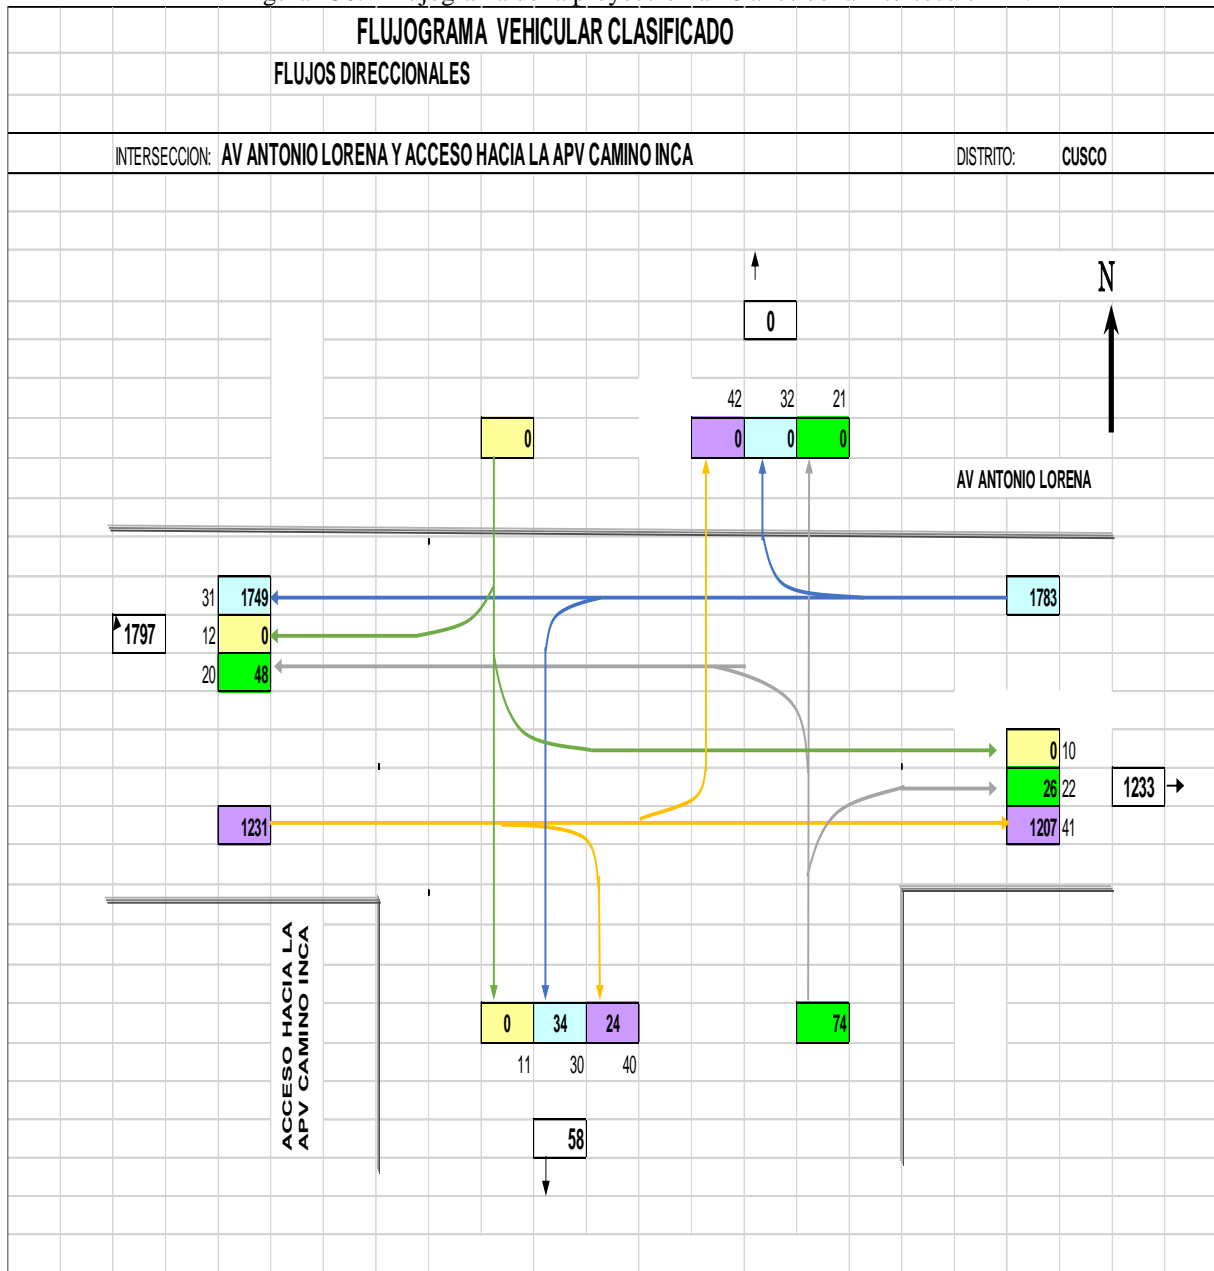 FLUJOGRAMA VEHICULAR CLASIFICADO
FLUJOS DIRECCIONALES
INTERSECCION: AV ANTONIO LORENA Y ACCESO HACIA LA APV CAMINO INCA DISTRITO: CUSCO
N
0
42 32 21
0 0 0 0
AV ANTONIO LORENA
31 1749 1783
1797 12 0
20 48
0 10
26 22 1233
1231 1207 41
ACCESO HACIA LA
APV CAMINO INCA
0 34 24 74
11 30 40
58